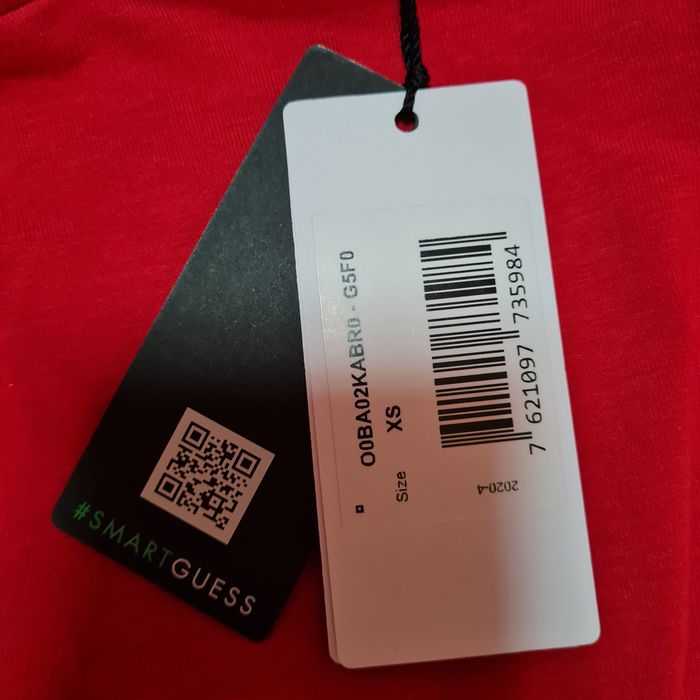 #SMARTGUESS
O0BA02KABR0 - G5F0
Size XS
7 621097 735984
2020-4